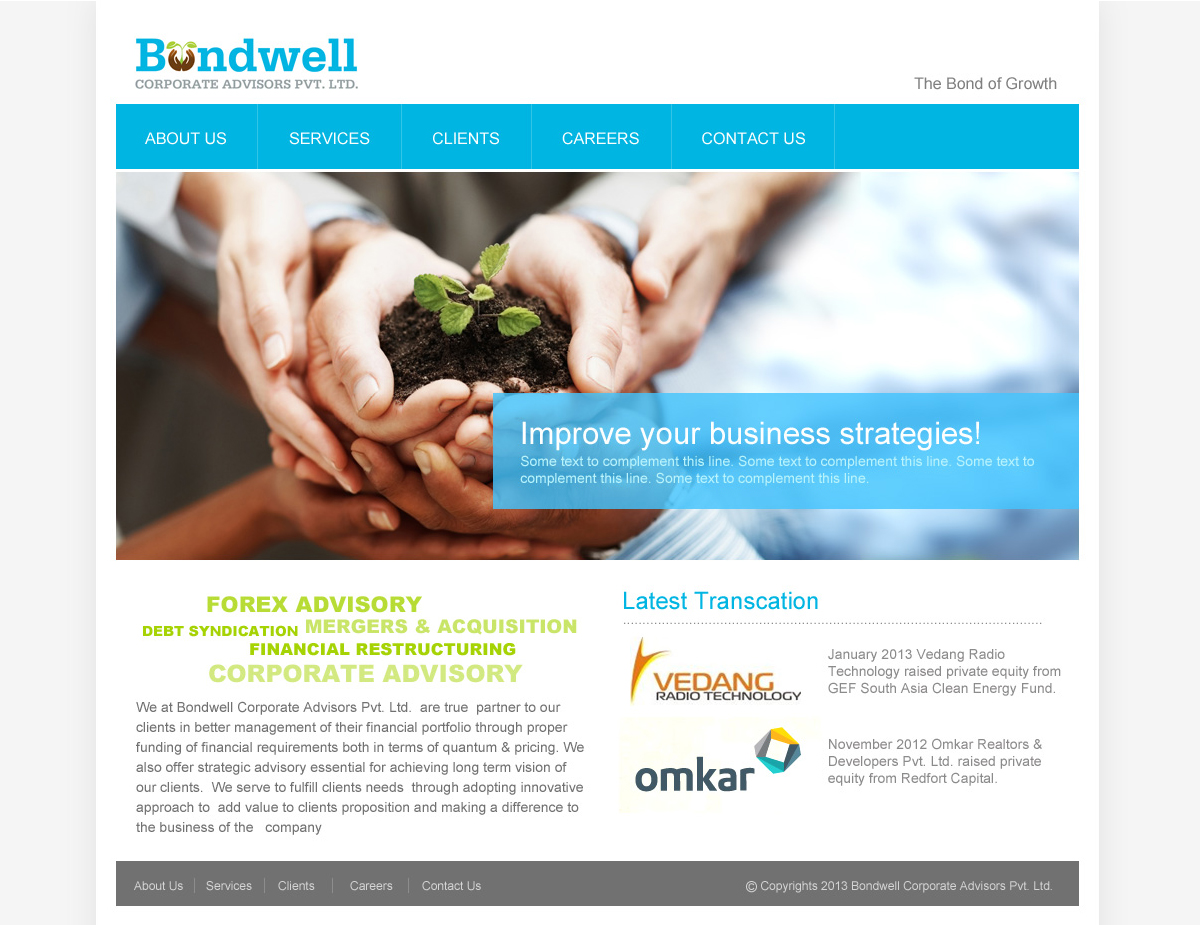 Bondwell
CORPORATE ADVISORS PVT. LTD.
The Bond of Growth
ABOUT US SERVICES CLIENTS CAREERS CONTACT US
Improve your business strategies!
Some text to complement this line. Some text to complement this line. Some text to
complement this line. Some text to complement this line.
FOREX ADVISORY
DEBT SYNDICATION MERGERS & ACQUISITION
FINANCIAL RESTRUCTURING
CORPORATE ADVISORY
We at Bondwell Corporate Advisors Pvt. Ltd. are true partner to our
clients in better management of their financial portfolio through proper
funding of financial requirements both in terms of quantum & pricing. We
also offer strategic advisory essential for achieving long term vision of
our clients. We serve to fulfill clients needs through adopting innovative
approach to add value to clients proposition and making a difference to
the business of the company
Latest Transcation
VEDANG
RADIO TECHNOLOGY
January 2013 Vedang Radio
Technology raised private equity from
GEF South Asia Clean Energy Fund.
omkar
November 2012 Omkar Realtors &
Developers Pvt. Ltd. raised private
equity from Redfort Capital.
About Us Services Clients Careers Contact Us
© Copyrights 2013 Bondwell Corporate Advisors Pvt. Ltd.